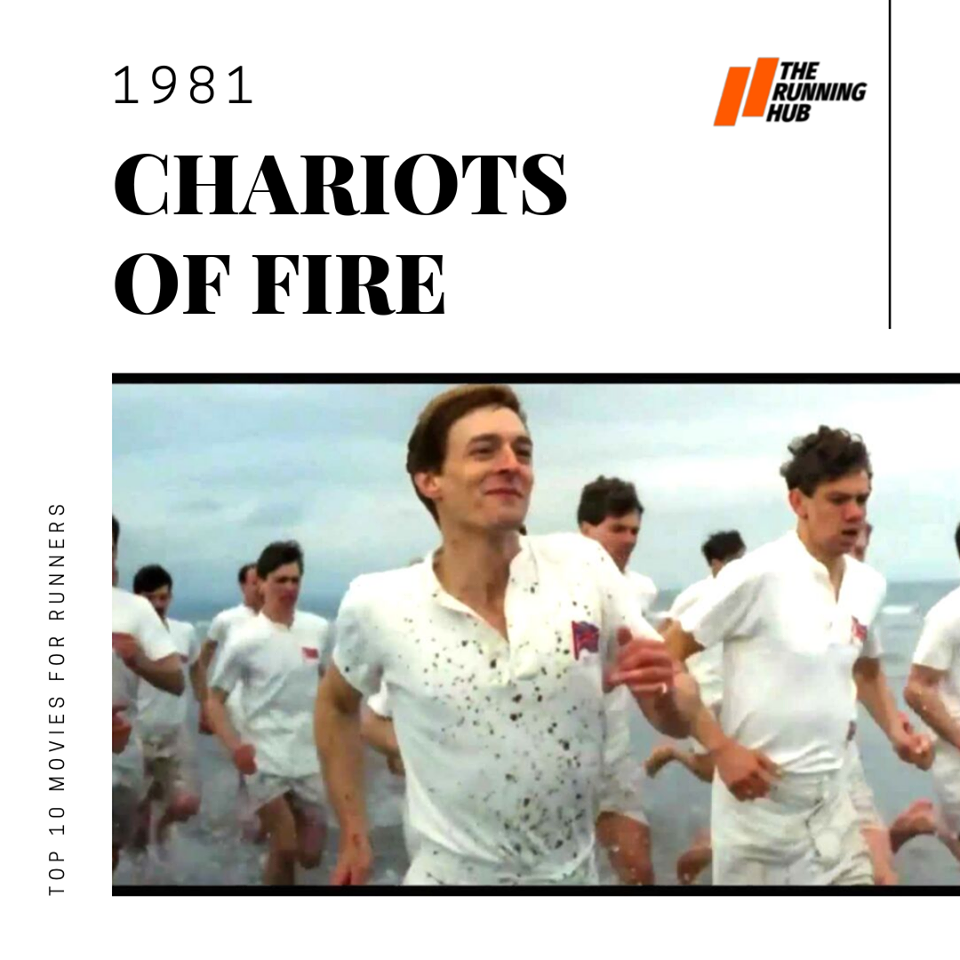 1981
THE
RUNNING
HUB
CHARIOTS
OF FIRE
TOP 10 MOVIES FOR RUNNERS